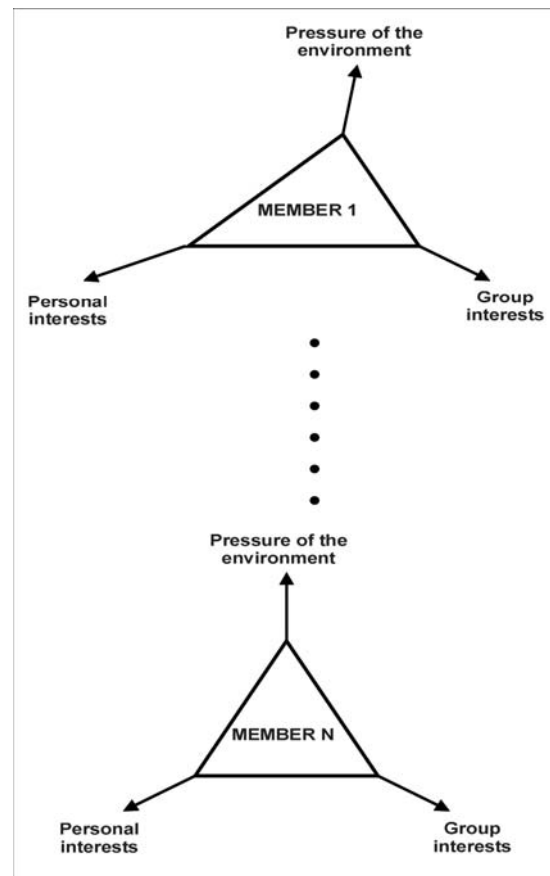 Pressure of the
environment
MEMBER 1
Personal
interests
Group
interests
Pressure of the
environment
MEMBER N
Personal
interests
Group
interests